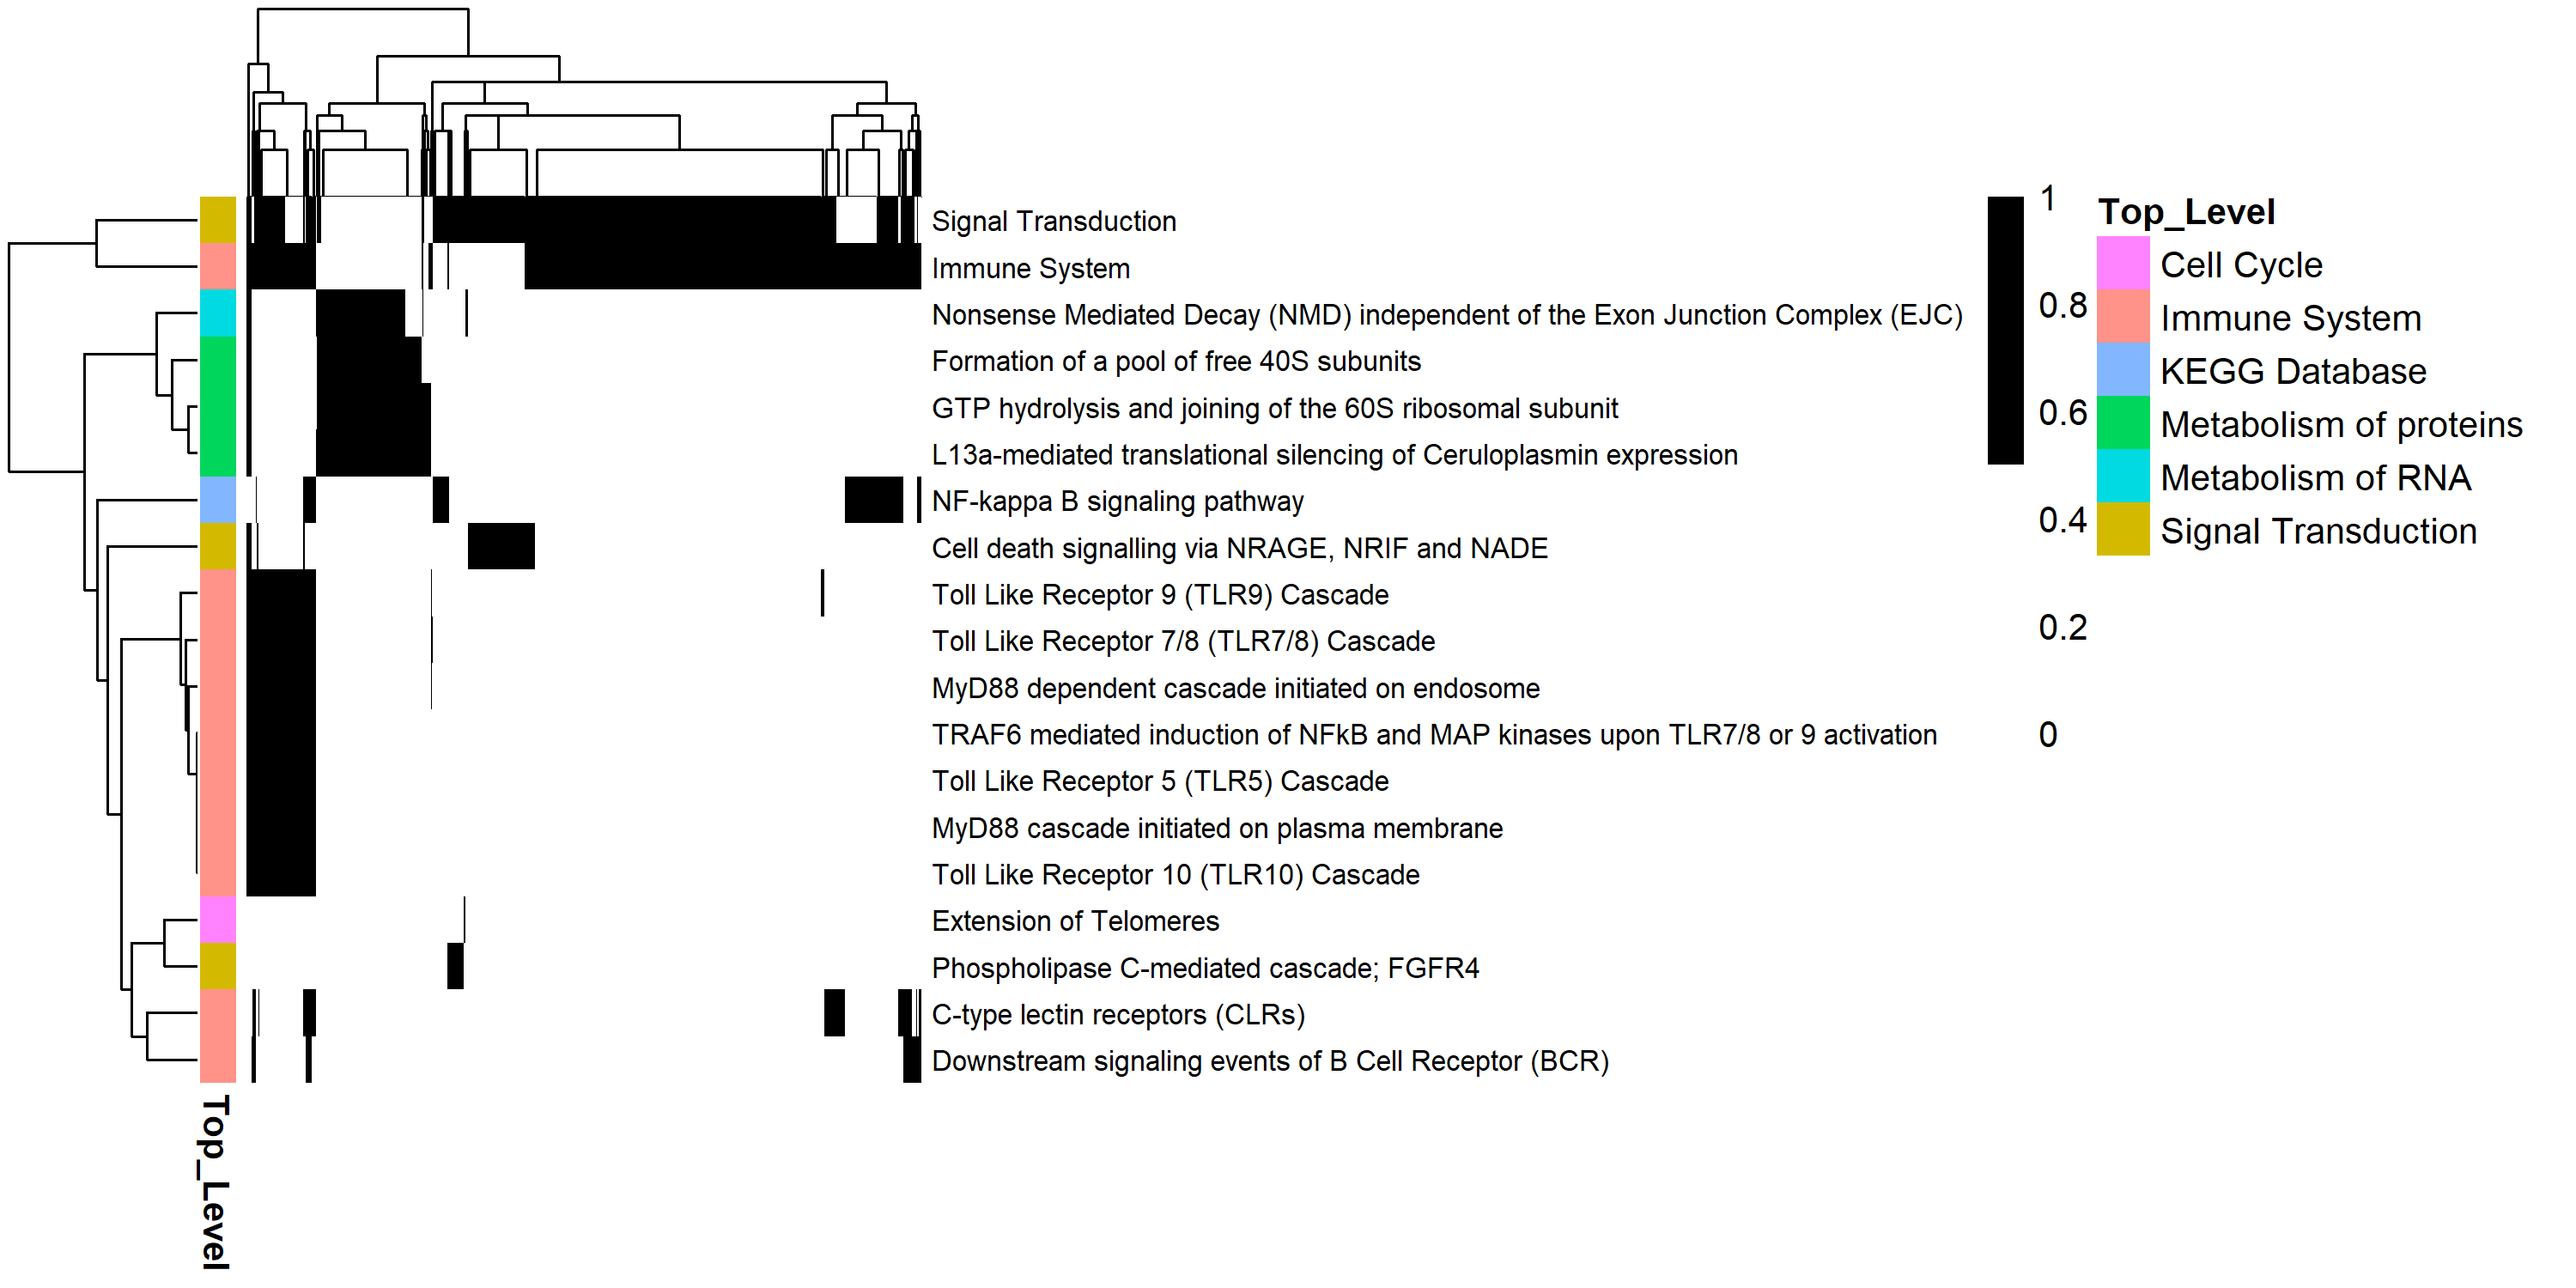 Signal Transduction
Immune System
Nonsense Mediated Decay (NMD) independent of the Exon Junction Complex (EJC)
Formation of a pool of free 40S subunits
GTP hydrolysis and joining of the 60S ribosomal subunit
L13a-mediated translational silencing of Ceruloplasmin expression
NF-kappa B signaling pathway
Cell death signalling via NRAGE, NRIF and NADE
Toll Like Receptor 9 (TLR9) Cascade
Toll Like Receptor 7/8 (TLR7/8) Cascade
MyD88 dependent cascade initiated on endosome
TRAF6 mediated induction of NFkB and MAP kinases upon TLR7/8 or 9 activation
Toll Like Receptor 5 (TLR5) Cascade
MyD88 cascade initiated on plasma membrane
Toll Like Receptor 10 (TLR10) Cascade
Extension of Telomeres
Phospholipase C-mediated cascade; FGFR4
C-type lectin receptors (CLRs)
Downstream signaling events of B Cell Receptor (BCR)
Top_Level
1
0.8
0.6
0.4
0.2
0
Top_Level
Cell Cycle
Immune System
KEGG Database
Metabolism of proteins
Metabolism of RNA
Signal Transduction